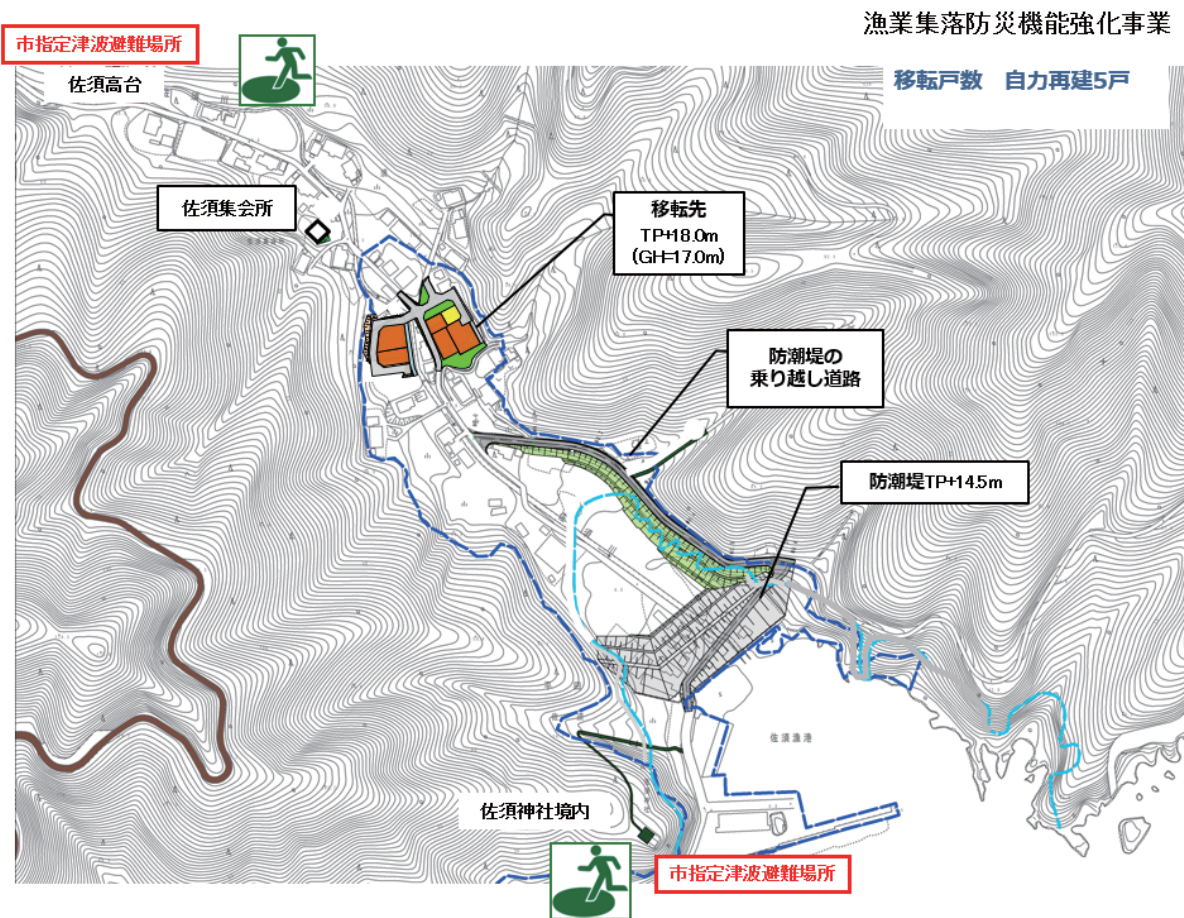 漁業集落防災機能強化事業
市指定津波避難場所
佐須高台
移転戸数 自力再建5戸
佐須集会所
移転先
TP+18.0m
(GH=17.0m)
防潮堤の
乗り越し道路
防潮堤TP+14.5m
佐須漁港
佐須神社境内
市指定津波避難場所